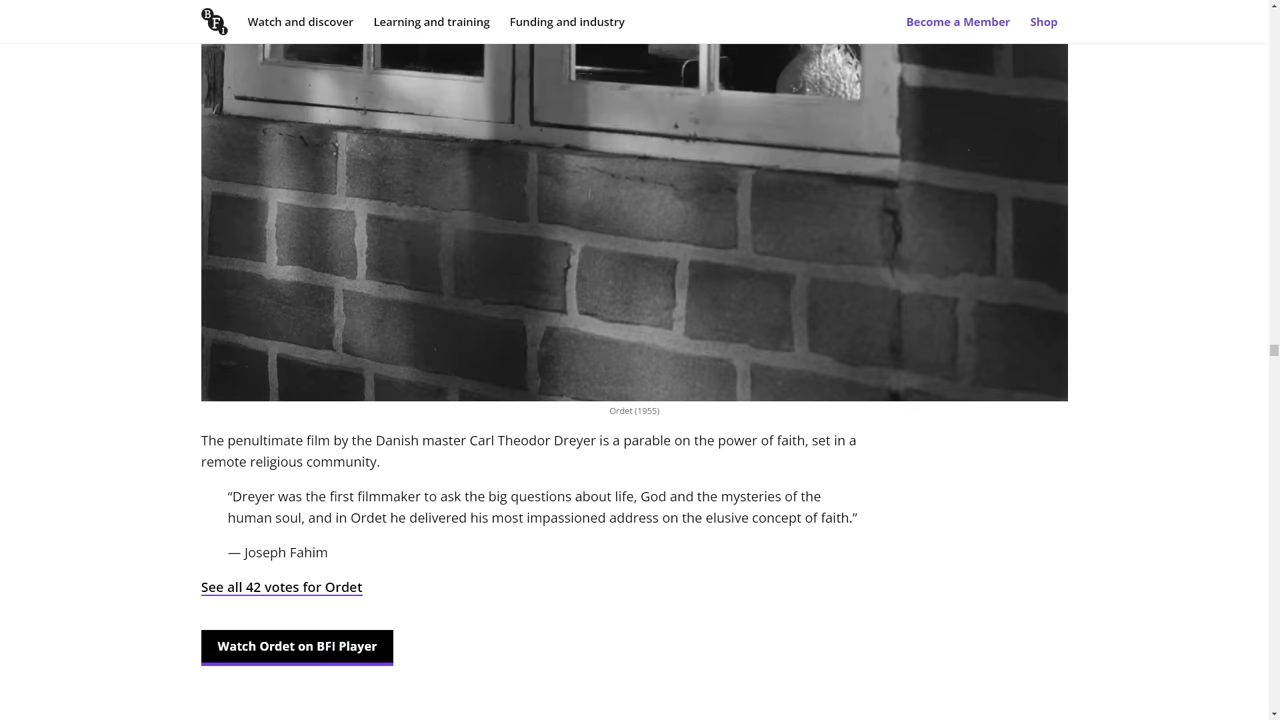 BFI
Watch and discover
Learning and training
Funding and industry
Become a Member
Shop
Ordet (1955)
The penultimate film by the Danish master Carl Theodor Dreyer is a parable on the power of faith, set in a
remote religious community.
“Dreyer was the first filmmaker to ask the big questions about life, God and the mysteries of the
human soul, and in Ordet he delivered his most impassioned address on the elusive concept of faith.”
— Joseph Fahim
See all 42 votes for Ordet
Watch Ordet on BFI Player